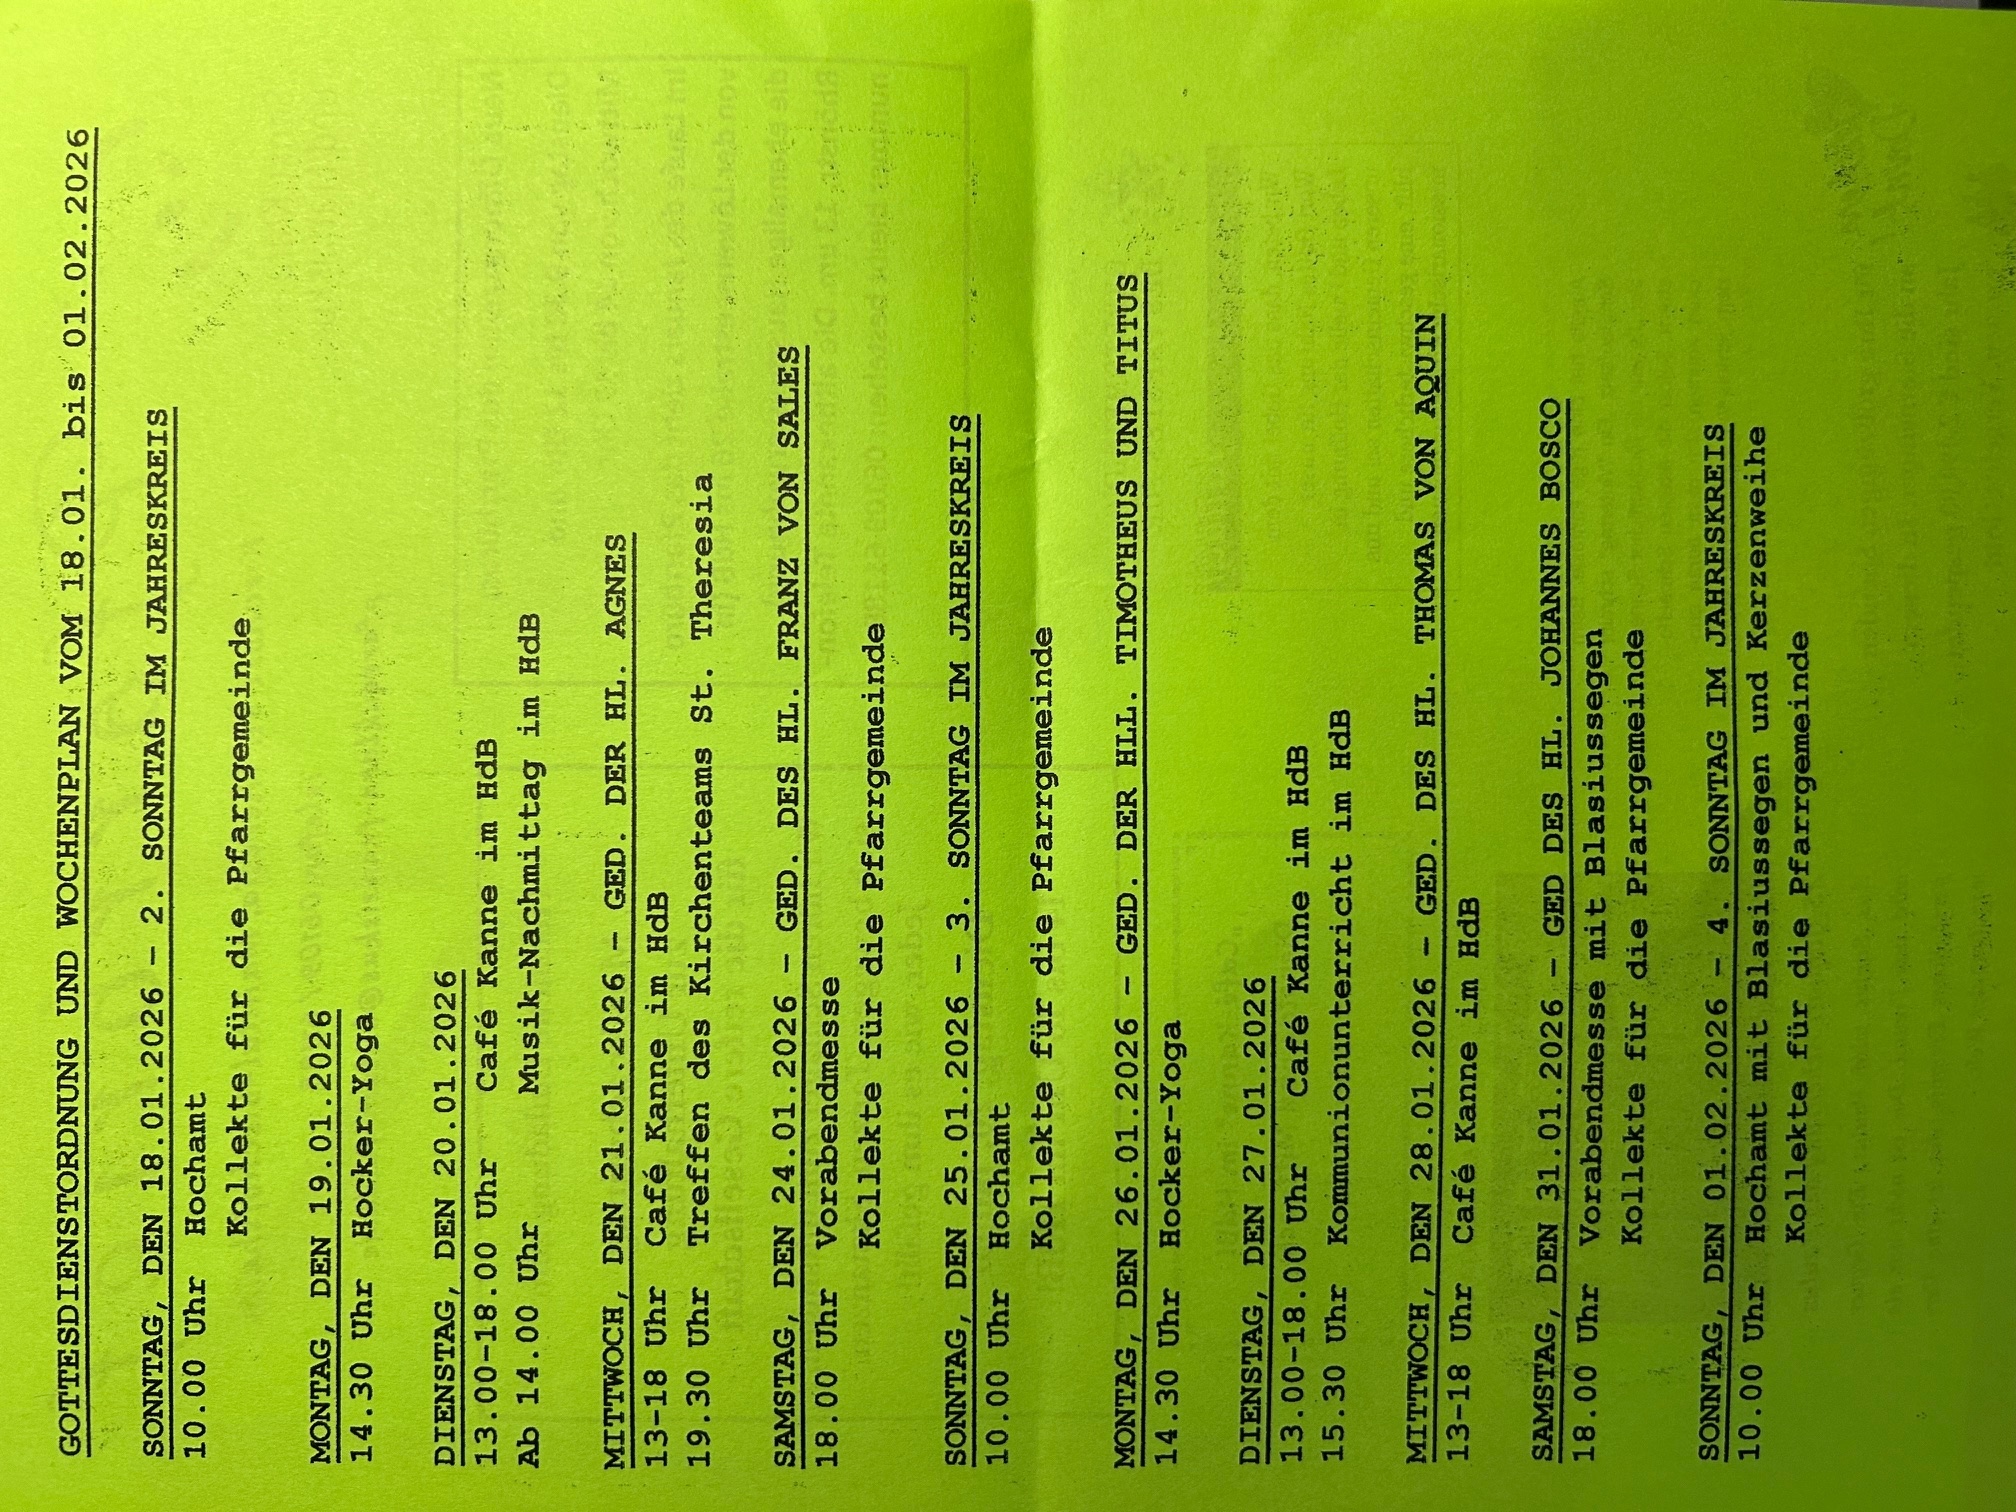 GOTTESDIENSTORDNUNG UND WOCHENPLAN VOM 18.01. bis 01.02.2026
SONNTAG, DEN 18.01.2026 – 2. SONNTAG IM JAHRESKREIS
10.00 Uhr Hochamt
Kollekte für die Pfarrgemeinde
MONTAG, DEN 19.01.2026
14.30 Uhr Hocker-Yoga
DIENSTAG, DEN 20.01.2026
13.00-18.00 Uhr Café Kanne im HdB
Ab 14.00 Uhr Musik-Nachmittag im HdB
MITTWOCH, DEN 21.01.2026 – GED. DER HL. AGNES
13-18 Uhr Café Kanne im HdB
19.30 Uhr Treffen des Kirchenteams St. Theresia
SAMSTAG, DEN 24.01.2026 – GED. DES HL. FRANZ VON SALES
18.00 Uhr Vorabendmesse
Kollekte für die Pfarrgemeinde
SONNTAG, DEN 25.01.2026 – 3. SONNTAG IM JAHRESKREIS
10.00 Uhr Hochamt
Kollekte für die Pfarrgemeinde
MONTAG, DEN 26.01.2026 – GED. DER HLL. TIMOTHEUS UND TITUS
14.30 Uhr Hocker-Yoga
DIENSTAG, DEN 27.01.2026
13.00-18.00 Uhr Café Kanne im HdB
15.30 Uhr Kommunionunterricht im HdB
MITTWOCH, DEN 28.01.2026 – GED. DES HL. THOMAS VON AQUIN
13-18 Uhr Café Kanne im HdB
SAMSTAG, DEN 31.01.2026 – GED DES HL. JOHANNES BOSCO
18.00 Uhr Vorabendmesse mit Blasiussegen
Kollekte für die Pfarrgemeinde
SONNTAG, DEN 01.02.2026 – 4. SONNTAG IM JAHRESKREIS
10.00 Uhr Hochamt mit Blasiussegen und Kerzenweihe
Kollekte für die Pfarrgemeinde